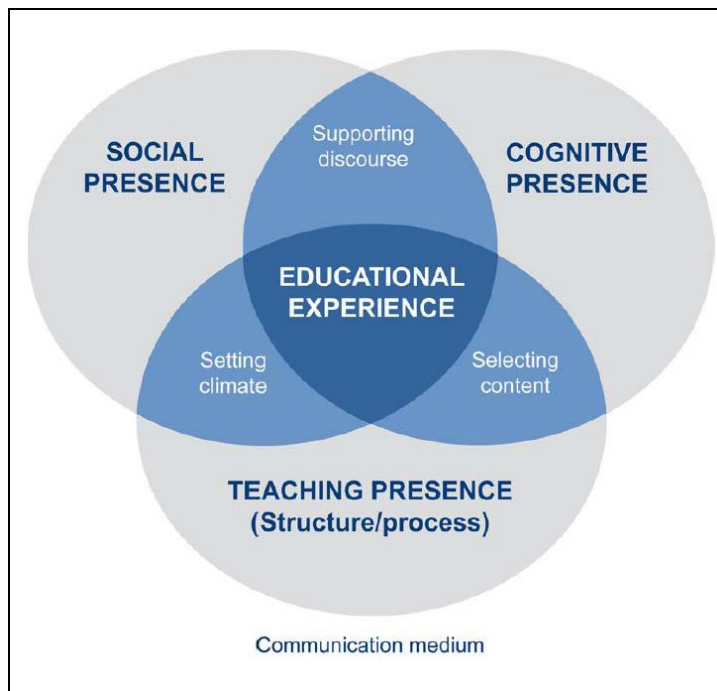 Supporting
discourse
SOCIAL
PRESENCE
COGNITIVE
PRESENCE
EDUCATIONAL
EXPERIENCE
Setting
climate
Selecting
content
TEACHING PRESENCE
(Structure/process)
Communication medium